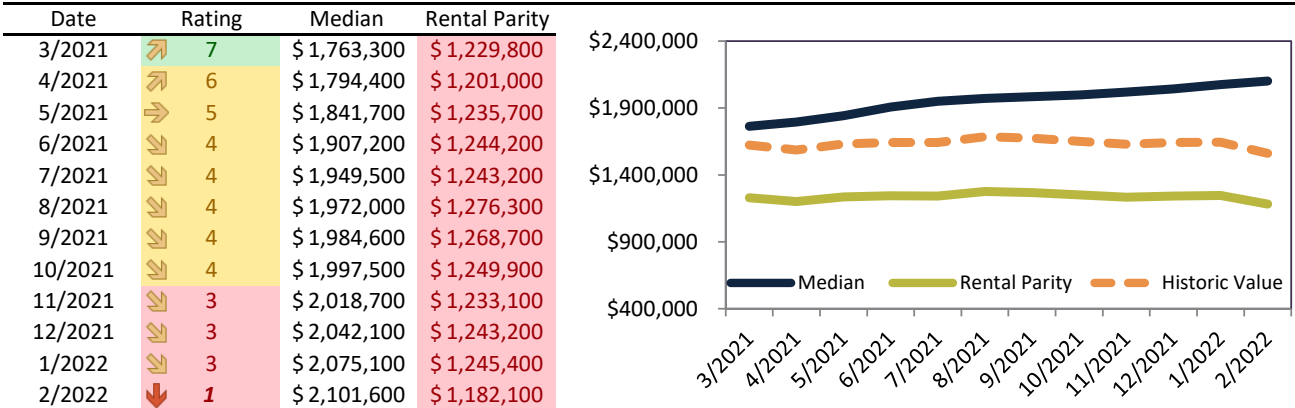 Date Rating Median Rental Parity
3/2021 7 $ 1,763,300 $ 1,229,800
4/2021 6 $ 1,794,400 $ 1,201,000
5/2021 5 $ 1,841,700 $ 1,235,700
6/2021 4 $ 1,907,200 $ 1,244,200
7/2021 4 $ 1,949,500 $ 1,243,200
8/2021 4 $ 1,972,000 $ 1,276,300
9/2021 4 $ 1,984,600 $ 1,268,700
10/2021 4 $ 1,997,500 $ 1,249,900
11/2021 3 $ 2,018,700 $ 1,233,100
12/2021 3 $ 2,042,100 $ 1,243,200
1/2022 3 $ 2,075,100 $ 1,245,400
2/2022 1 $ 2,101,600 $ 1,182,100
$2,400,000
$1,900,000
$1,400,000
$900,000
$400,000
Median Rental Parity Historic Value
3/2021 4/2021 5/2021 6/2021 7/2021 8/2021 9/2021 10/2021 11/2021 12/2021 1/2022 2/2022